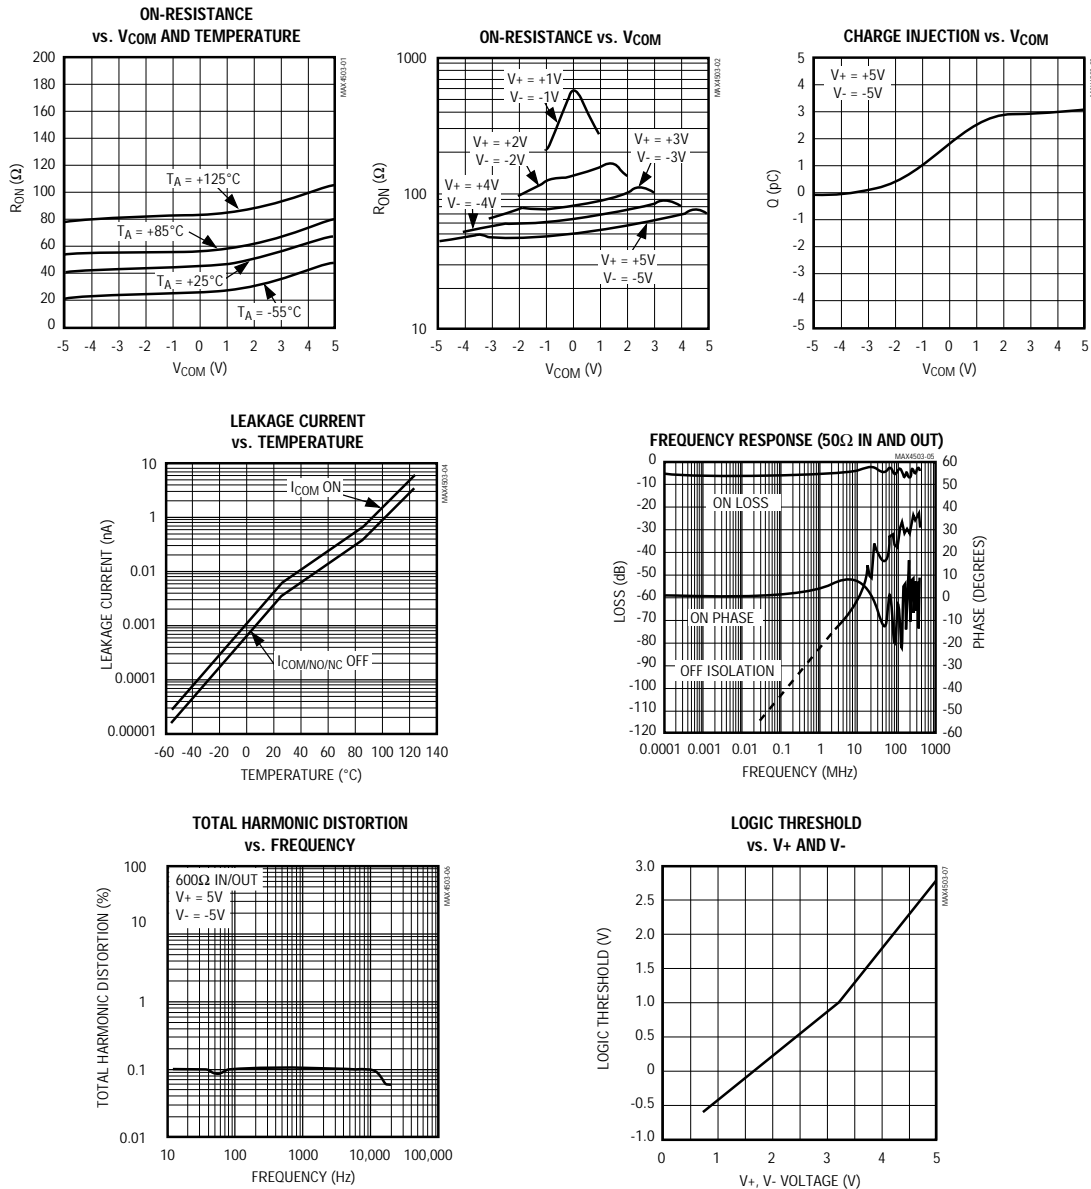 ON-RESISTANCE
vs. VCOM AND TEMPERATURE
200
180
160
140
120
100
80
60
40
20
0
RON (Ω)
TA = +125°C
TA = +85°C
TA = +25°C
TA = -55°C
-5 -4 -3 -2 -1 0 1 2 3 4 5
VCOM (V)
MAX4503-01
ON-RESISTANCE vs. VCOM
1000
100
10
RON (Ω)
V+ = +1V
V- = -1V
V+ = +2V
V- = -2V
V+ = +3V
V- = -3V
V+ = +4V
V- = -4V
V+ = +5V
V- = -5V
-5 -4 -3 -2 -1 0 1 2 3 4 5
VCOM (V)
MAX4503-02
CHARGE INJECTION vs. VCOM
5
4
3
2
1
0
-1
-2
-3
-4
-5
Q (pC)
V+ = +5V
V- = -5V
-5 -4 -3 -2 -1 0 1 2 3 4 5
VCOM (V)
LEAKAGE CURRENT
vs. TEMPERATURE
10
1
0.01
0.001
0.0001
0.00001
LEAKAGE CURRENT (nA)
ICOM ON
ICOM/NO/NC OFF
-60 -40 -20 0 20 40 60 80 100 120 140
TEMPERATURE (°C)
MAX4503-04
FREQUENCY RESPONSE (50Ω IN AND OUT)
MAX4503-05
0
-10
-20
-30
-40
-50
-60
-70
-80
-90
-100
-110
-120
LOSS (dB)
ON LOSS
ON PHASE
OFF ISOLATION
60
50
40
30
20
10
0
-10
-20
-30
-40
-50
-60
PHASE (DEGREES)
0.0001 0.001 0.01 0.1 1 10 100 1000
FREQUENCY (MHz)
TOTAL HARMONIC DISTORTION
vs. FREQUENCY
100
10
1
0.1
0.01
TOTAL HARMONIC DISTORTION (%)
600Ω IN/OUT
V+ = 5V
V- = -5V
10 100 1000 10,000 100,000
FREQUENCY (Hz)
MAX4503-06
LOGIC THRESHOLD
vs. V+ AND V-
3.0
2.5
2.0
1.5
1.0
0.5
0
-0.5
-1.0
LOGIC THRESHOLD (V)
0 1 2 3 4 5
V+, V- VOLTAGE (V)
MAX4503-07